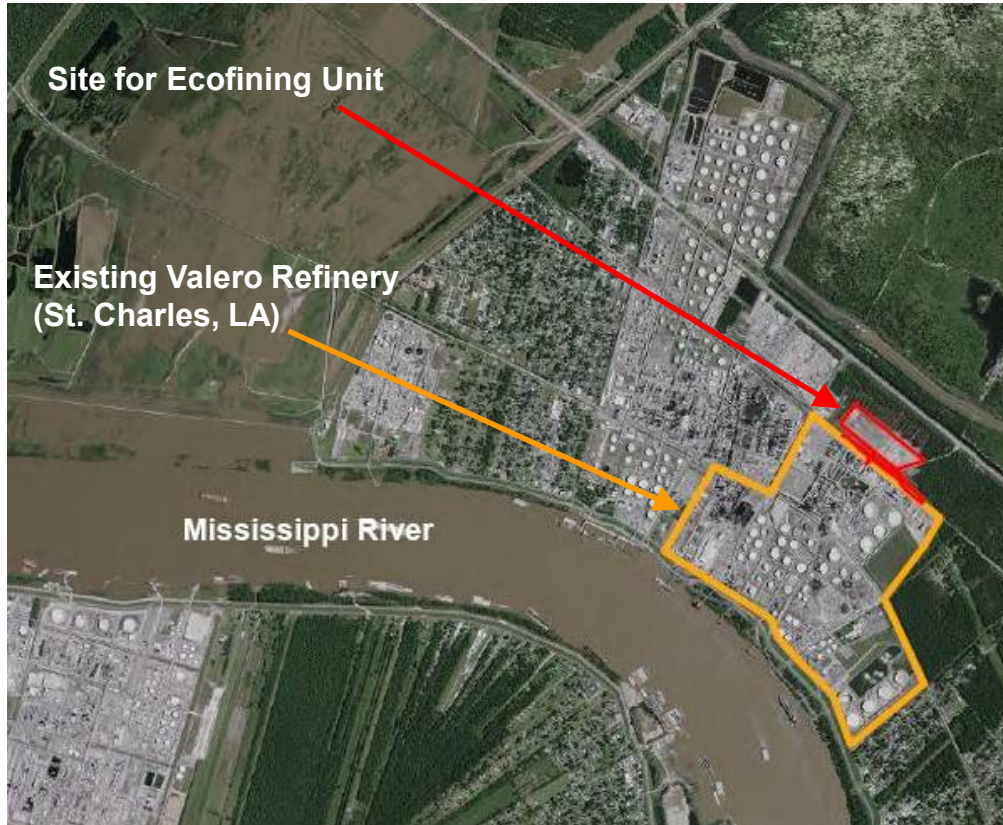 Site for Ecofining Unit
Existing Valero Refinery
(St. Charles, LA)
Mississippi River